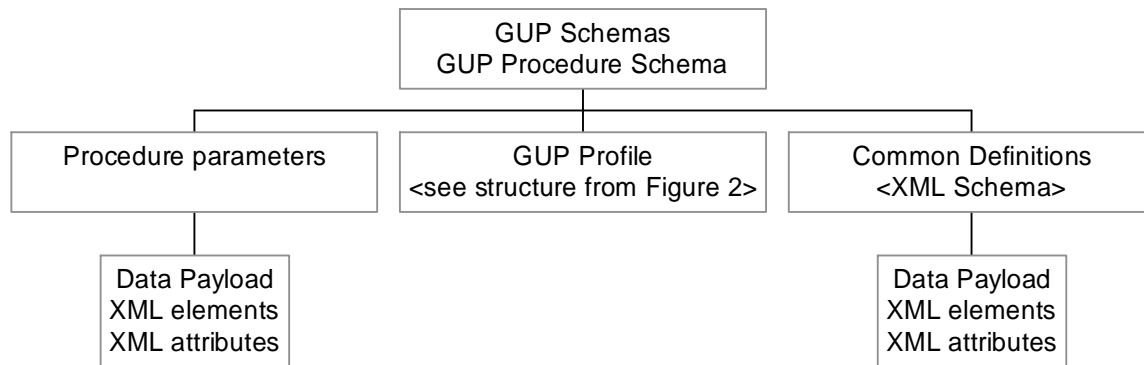 GUP Schemas
GUP Procedure Schema
Procedure parameters
GUP Profile
<see structure from Figure 2>
Common Definitions
<XML Schema>
Data Payload
XML elements
XML attributes
Data Payload
XML elements
XML attributes